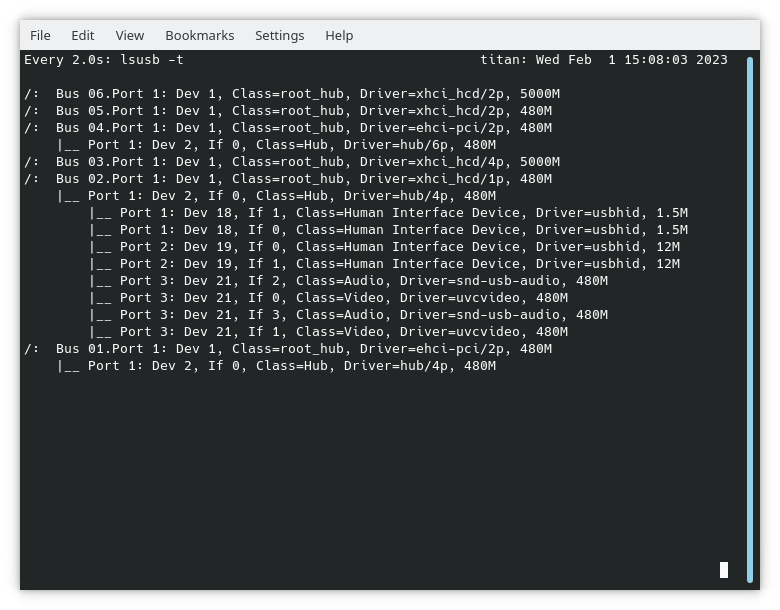 File Edit View Bookmarks Settings Help
Every 2.0s: lsusb -t titan: Wed Feb  1 15:08:03 2023
/:  Bus 06.Port 1: Dev 1, Class=root_hub, Driver=xhci_hcd/2p, 5000M
/:  Bus 05.Port 1: Dev 1, Class=root_hub, Driver=xhci_hcd/2p, 480M
/:  Bus 04.Port 1: Dev 1, Class=root_hub, Driver=ehci-pci/2p, 480M
    |__ Port 1: Dev 2, If 0, Class=Hub, Driver=hub/6p, 480M
/:  Bus 03.Port 1: Dev 1, Class=root_hub, Driver=xhci_hcd/4p, 5000M
/:  Bus 02.Port 1: Dev 1, Class=root_hub, Driver=xhci_hcd/1p, 480M
    |__ Port 1: Dev 2, If 0, Class=Hub, Driver=hub/4p, 480M
        |__ Port 1: Dev 18, If 1, Class=Human Interface Device, Driver=usbhid, 1.5M
        |__ Port 1: Dev 18, If 0, Class=Human Interface Device, Driver=usbhid, 1.5M
        |__ Port 2: Dev 19, If 0, Class=Human Interface Device, Driver=usbhid, 12M
        |__ Port 2: Dev 19, If 1, Class=Human Interface Device, Driver=usbhid, 12M
        |__ Port 3: Dev 21, If 2, Class=Audio, Driver=snd-usb-audio, 480M
        |__ Port 3: Dev 21, If 0, Class=Video, Driver=uvcvideo, 480M
        |__ Port 3: Dev 21, If 3, Class=Audio, Driver=snd-usb-audio, 480M
        |__ Port 3: Dev 21, If 1, Class=Video, Driver=uvcvideo, 480M
/:  Bus 01.Port 1: Dev 1, Class=root_hub, Driver=ehci-pci/2p, 480M
    |__ Port 1: Dev 2, If 0, Class=Hub, Driver=hub/4p, 480M